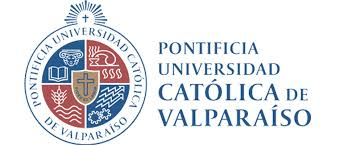 PONTIFICIA UNIVERSIDAD CATÓLICA
DE VALPARAÍSO
PONTIFICIA
UNIVERSIDAD
CATÓLICA DE
VALPARAÍSO